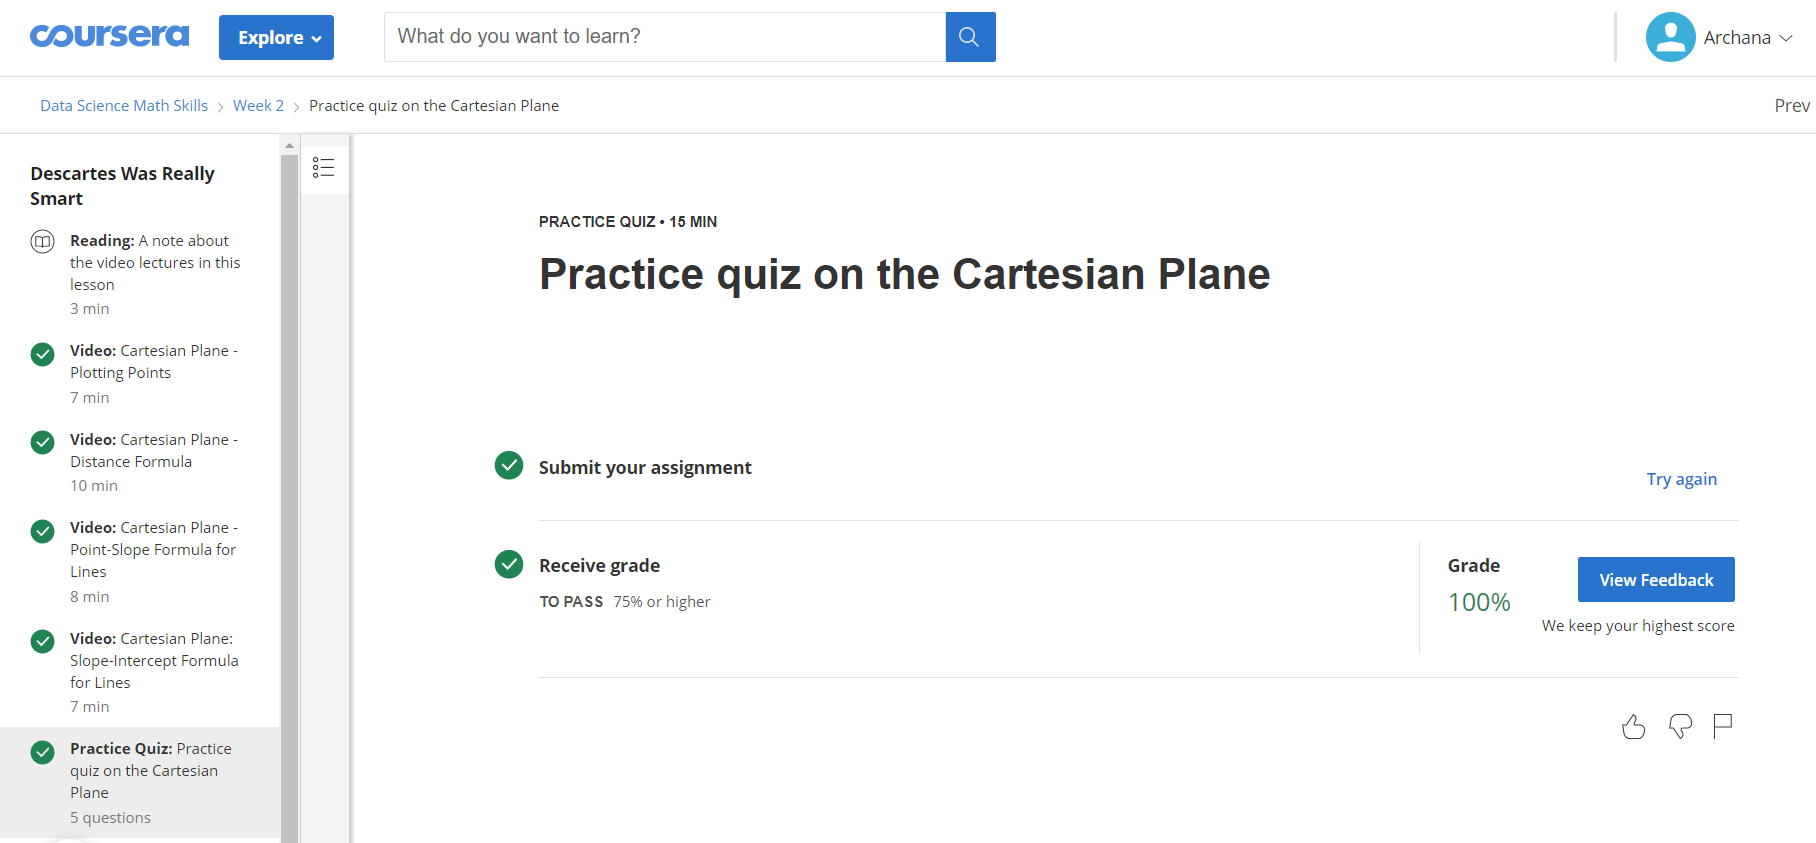 coursera
Explore
What do you want to learn?
Archana
Data Science Math Skills > Week 2 > Practice quiz on the Cartesian Plane
Prev
Descartes Was Really
Smart
Reading: A note about
the video lectures in this
lesson
3 min
Video: Cartesian Plane -
Plotting Points
7 min
Video: Cartesian Plane -
Distance Formula
10 min
Video: Cartesian Plane -
Point-Slope Formula for
Lines
8 min
Video: Cartesian Plane:
Slope-Intercept Formula
for Lines
7 min
Practice Quiz: Practice
quiz on the Cartesian
Plane
5 questions
PRACTICE QUIZ • 15 MIN
Practice quiz on the Cartesian Plane
Submit your assignment
Try again
Receive grade
TO PASS 75% or higher
Grade
100%
View Feedback
We keep your highest score